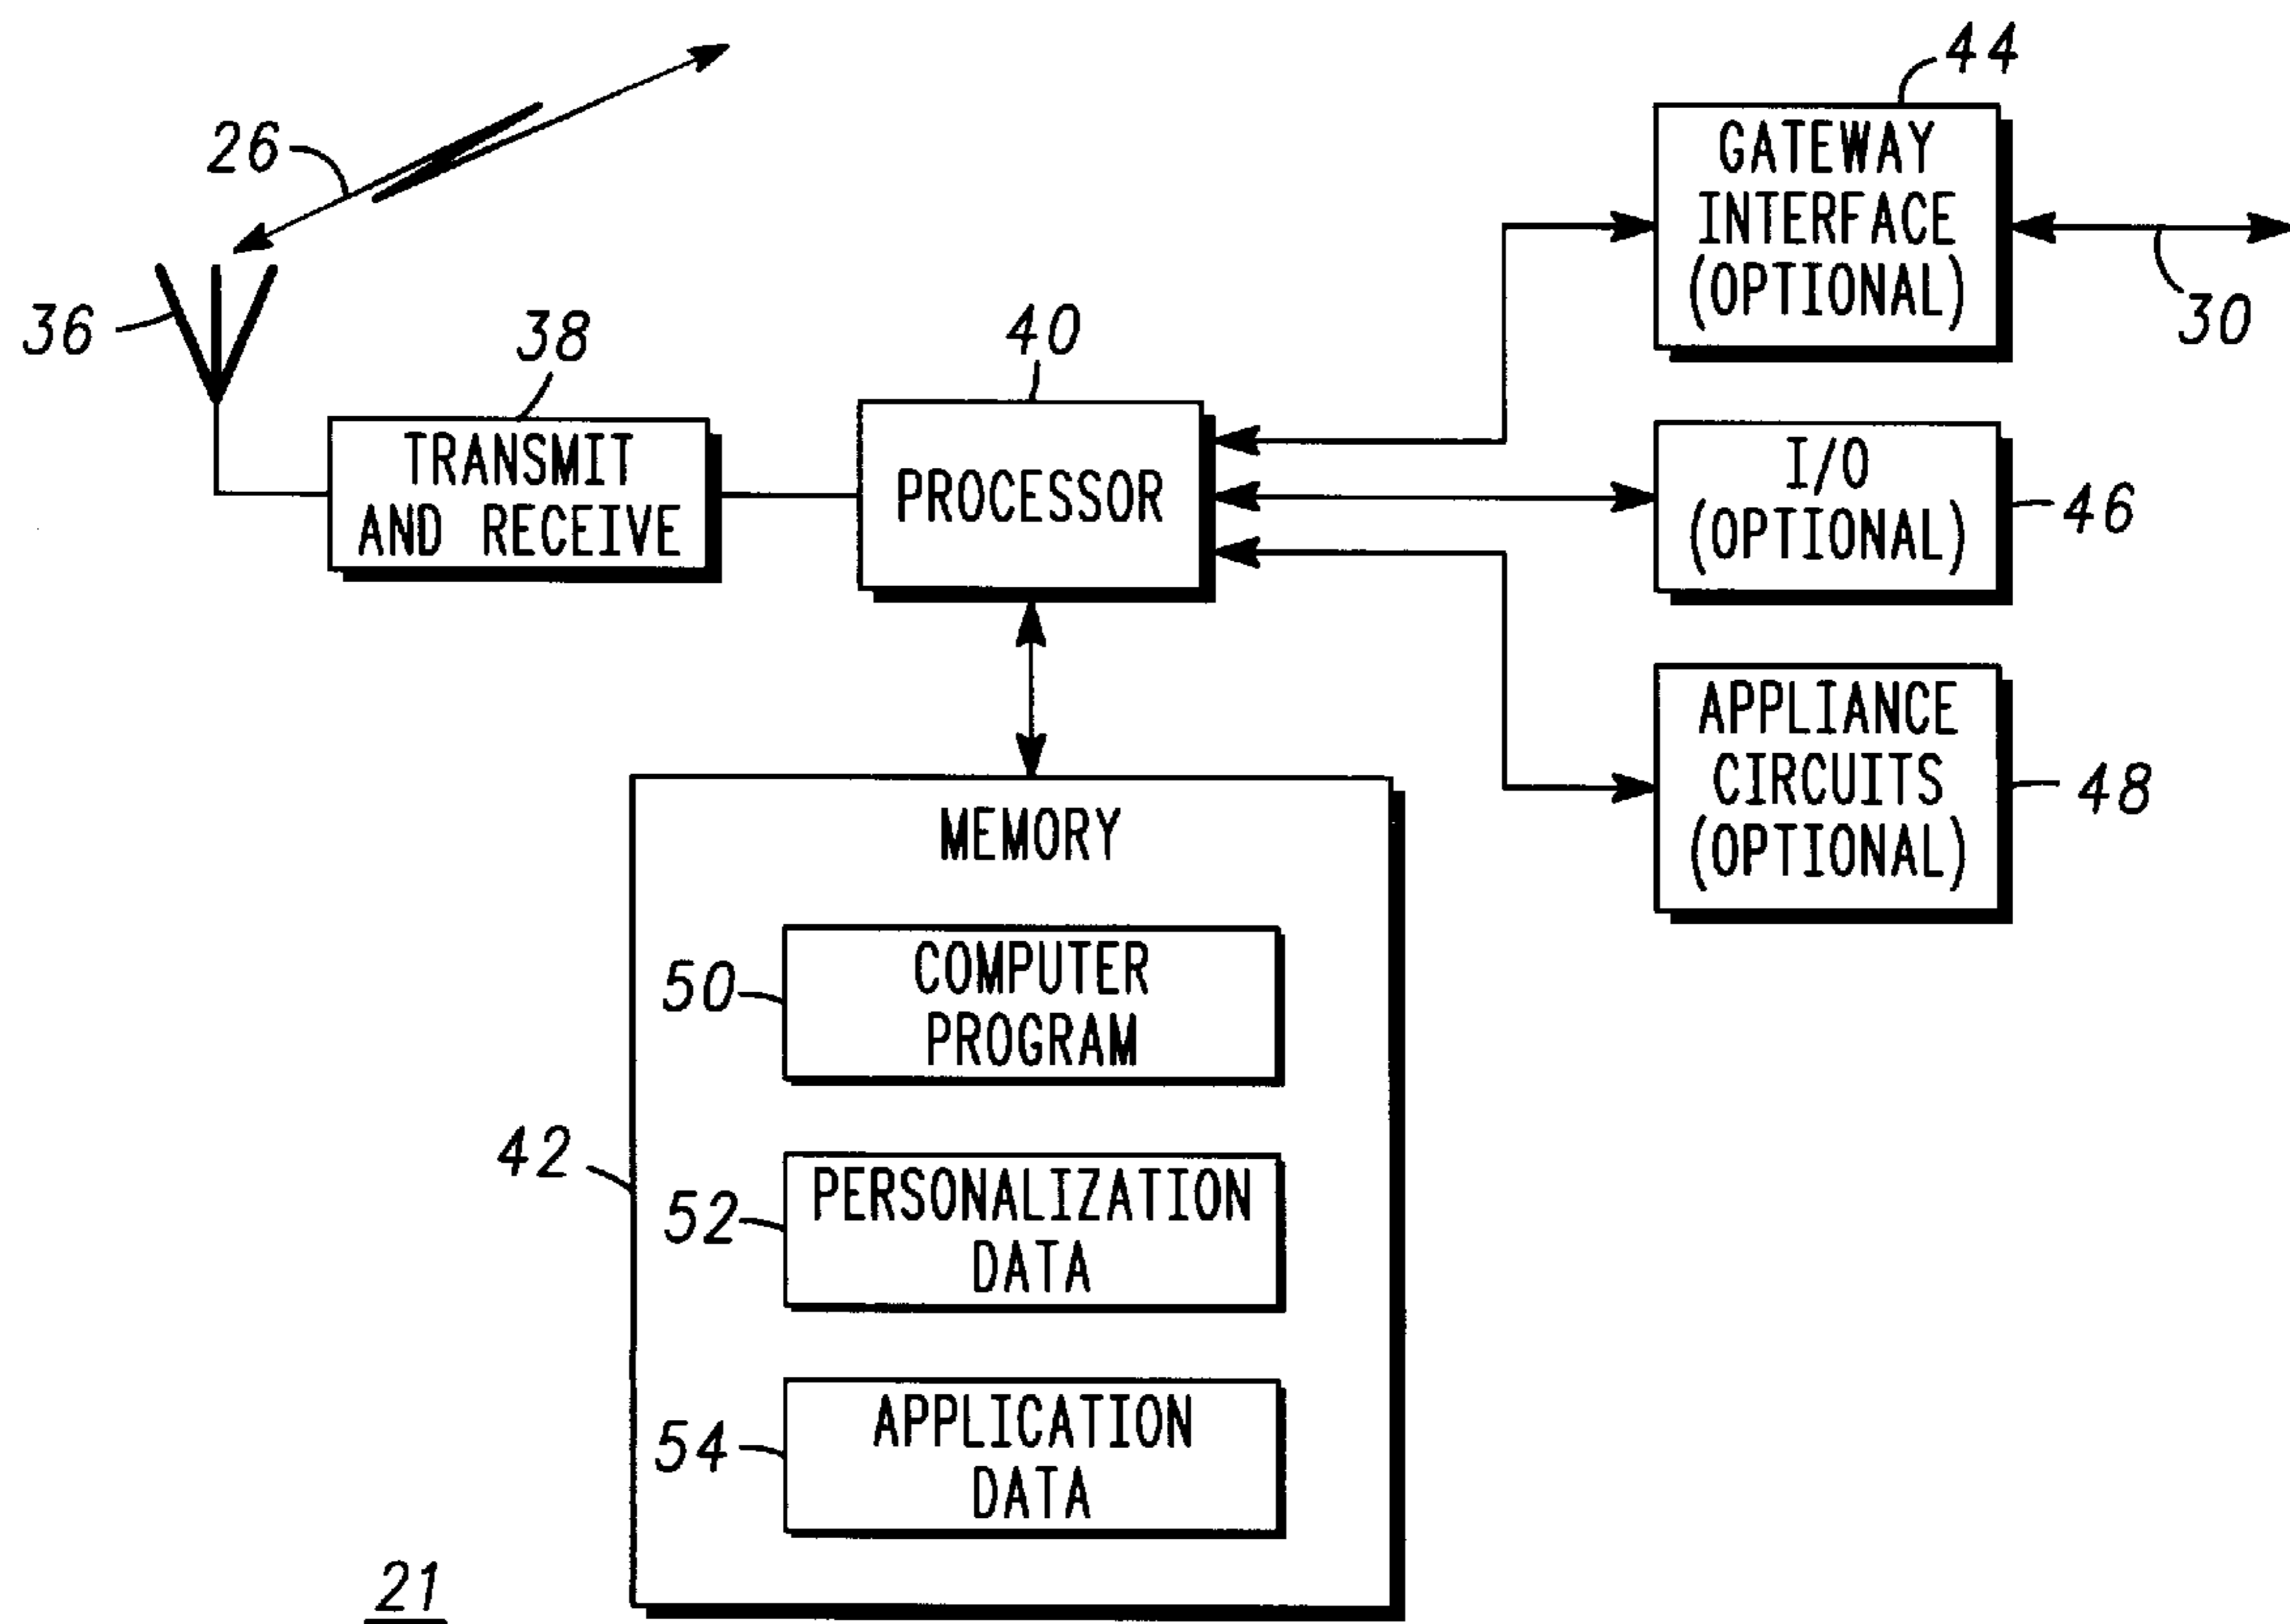 44
26
GATEWAY
INTERFACE
(OPTIONAL)
30
36
38
40
TRANSMIT
AND RECEIVE
PROCESSOR
I/O
(OPTIONAL)
46
APPLIANCE
CIRCUITS
(OPTIONAL)
48
MEMORY
50
COMPUTER
PROGRAM
42
52
PERSONALIZATION
DATA
54
APPLICATION
DATA
21